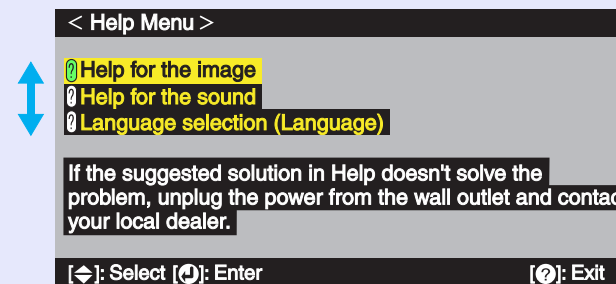 < Help Menu >
?Help for the image
?Help for the sound
?Language selection (Language)
If the suggested solution in Help doesn't solve the
problem, unplug the power from the wall outlet and contac
your local dealer.
[]: Select []: Enter [?]: Exit